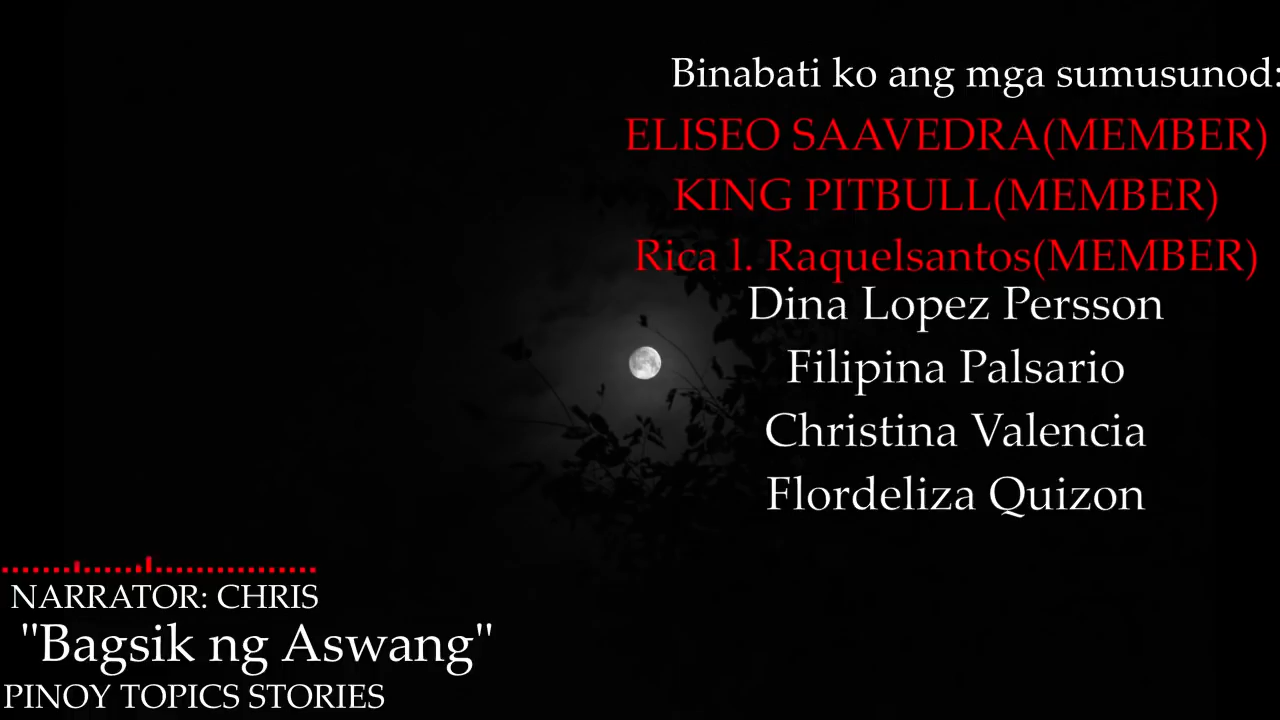 Binabati ko ang mga sumusunod:
ELISEO SAAVEDRA(MEMBER)
KING PITBULL(MEMBER)
Rica l. Raquelsantos(MEMBER)
Dina Lopez Persson
Filipina Palsario
Christina Valencia
Flordeliza Quizon
NARRATOR: CHRIS
"Bagsik ng Aswang"
PINOY TOPICS STORIES